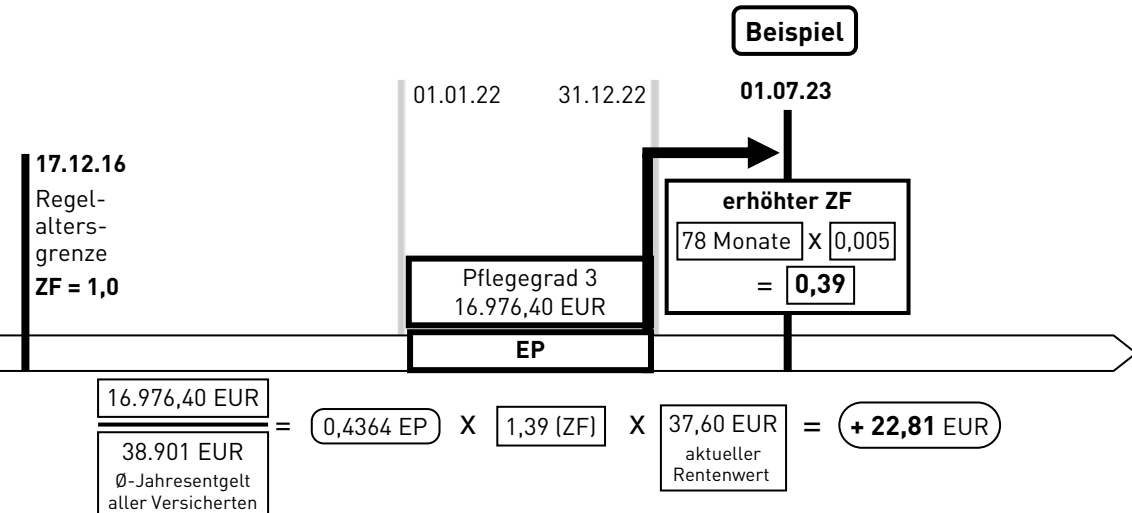 Beispiel
01.01.22 31.12.22 01.07.23
17.12.16
Regel-
alters-
grenze
ZF = 1,0
erhöhter ZF
78 Monate X 0,005
= 0,39
Pflegegrad 3
16.976,40 EUR
EP
16.976,40 EUR
38.901 EUR
Ø-Jahresentgelt
aller Versicherten
= 0,4364 EP X 1,39 (ZF) X 37,60 EUR
aktueller
Rentenwert
= + 22,81 EUR